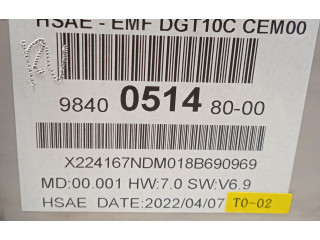 HSAE - EMF DGT10C CEM00
9840 0514 80-00
X224167NDM018B690969
MD:00.001 HW:7.0 SW:V6.9
HSAE DATE:2022/04/07 TO-02